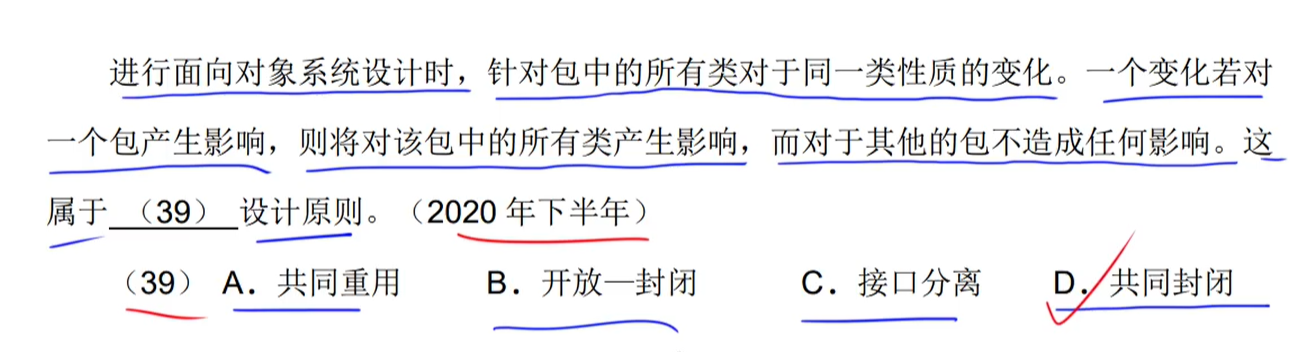 进行面向对象系统设计时，针对包中的所有类对于同一类性质的变化。一个变化若对
一个包产生影响，则将对该包中的所有类产生影响，而对于其他的包不造成任何影响。这
属于 （39） 设计原则。（2020 年下半年）
（39） A．共同重用 B．开放—封闭 C．接口分离 D．共同封闭